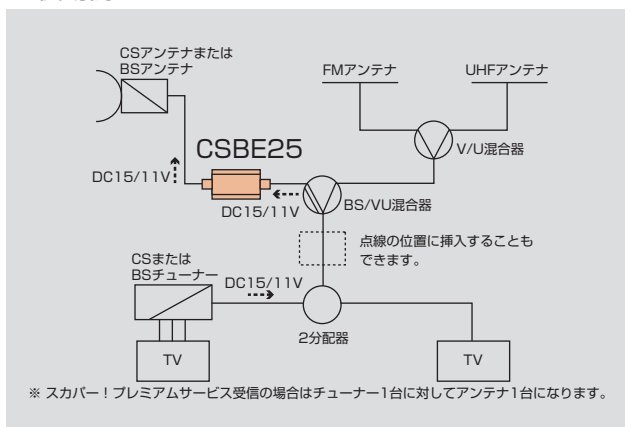 CSアンテナまたは
BSアンテナ
FMアンテナ
UHFアンテナ
V/U混合器
CSBE25
DC15/11V
DC15/11V
BS/VU混合器
点線の位置に挿入することも
できます。
CSまたは
BSチューナー
DC15/11V
2分配器
TV
TV
※ スカパー！プレミアムサービス受信の場合はチューナー1台に対してアンテナ1台になります。